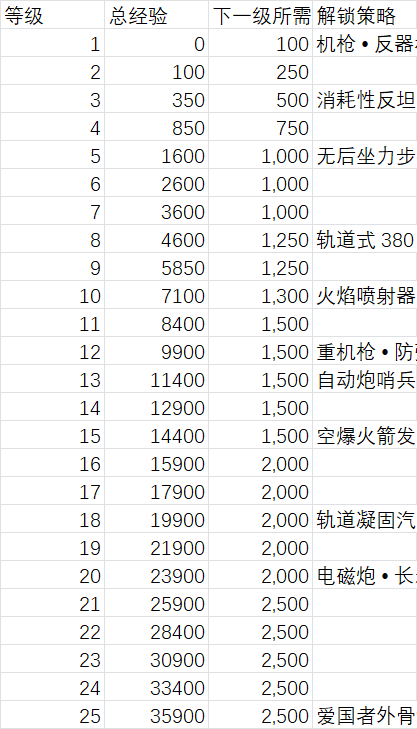 等级 总经验 下一级所需 解锁策略
1 0 100 机枪•反器
2 100 250
3 350 500 消耗性反坦
4 850 750
5 1600 1,000 无后坐力步
6 2600 1,000
7 3600 1,000
8 4600 1,250 轨道式 380
9 5850 1,250
10 7100 1,300 火焰喷射器
11 8400 1,500
12 9900 1,500 重机枪•防
13 11400 1,500 自动炮哨兵
14 12900 1,500
15 14400 1,500 空爆火箭发
16 15900 2,000
17 17900 2,000
18 19900 2,000 轨道凝固汽
19 21900 2,000
20 23900 2,000 电磁炮•长
21 25900 2,500
22 28400 2,500
23 30900 2,500
24 33400 2,500
25 35900 2,500 爱国者外骨